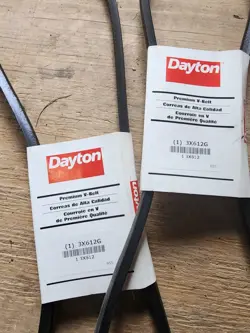 Dayton
Premium V-Belt
Correas de Alta Calidad
Courroie en V
de Première Qualité
(1) 3X612G
Dayton
Premium V-Belt
Correas de Alta Calidad
Courroie en V
de Première Qualité
(1) 3X612G